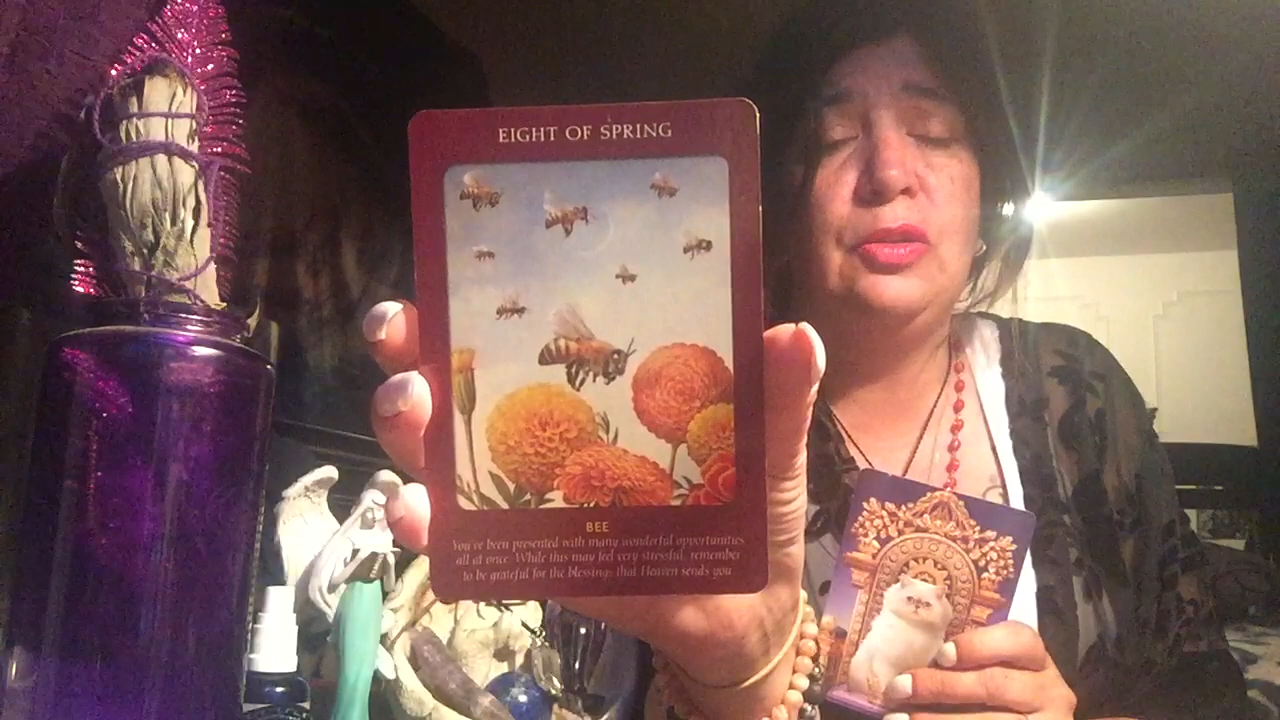 EIGHT OF SPRING
BEE
You've been presented with many wonderful opportunities
all at once. While this may feel very stressful, remember
to be grateful for the blessings that Heaven sends you.